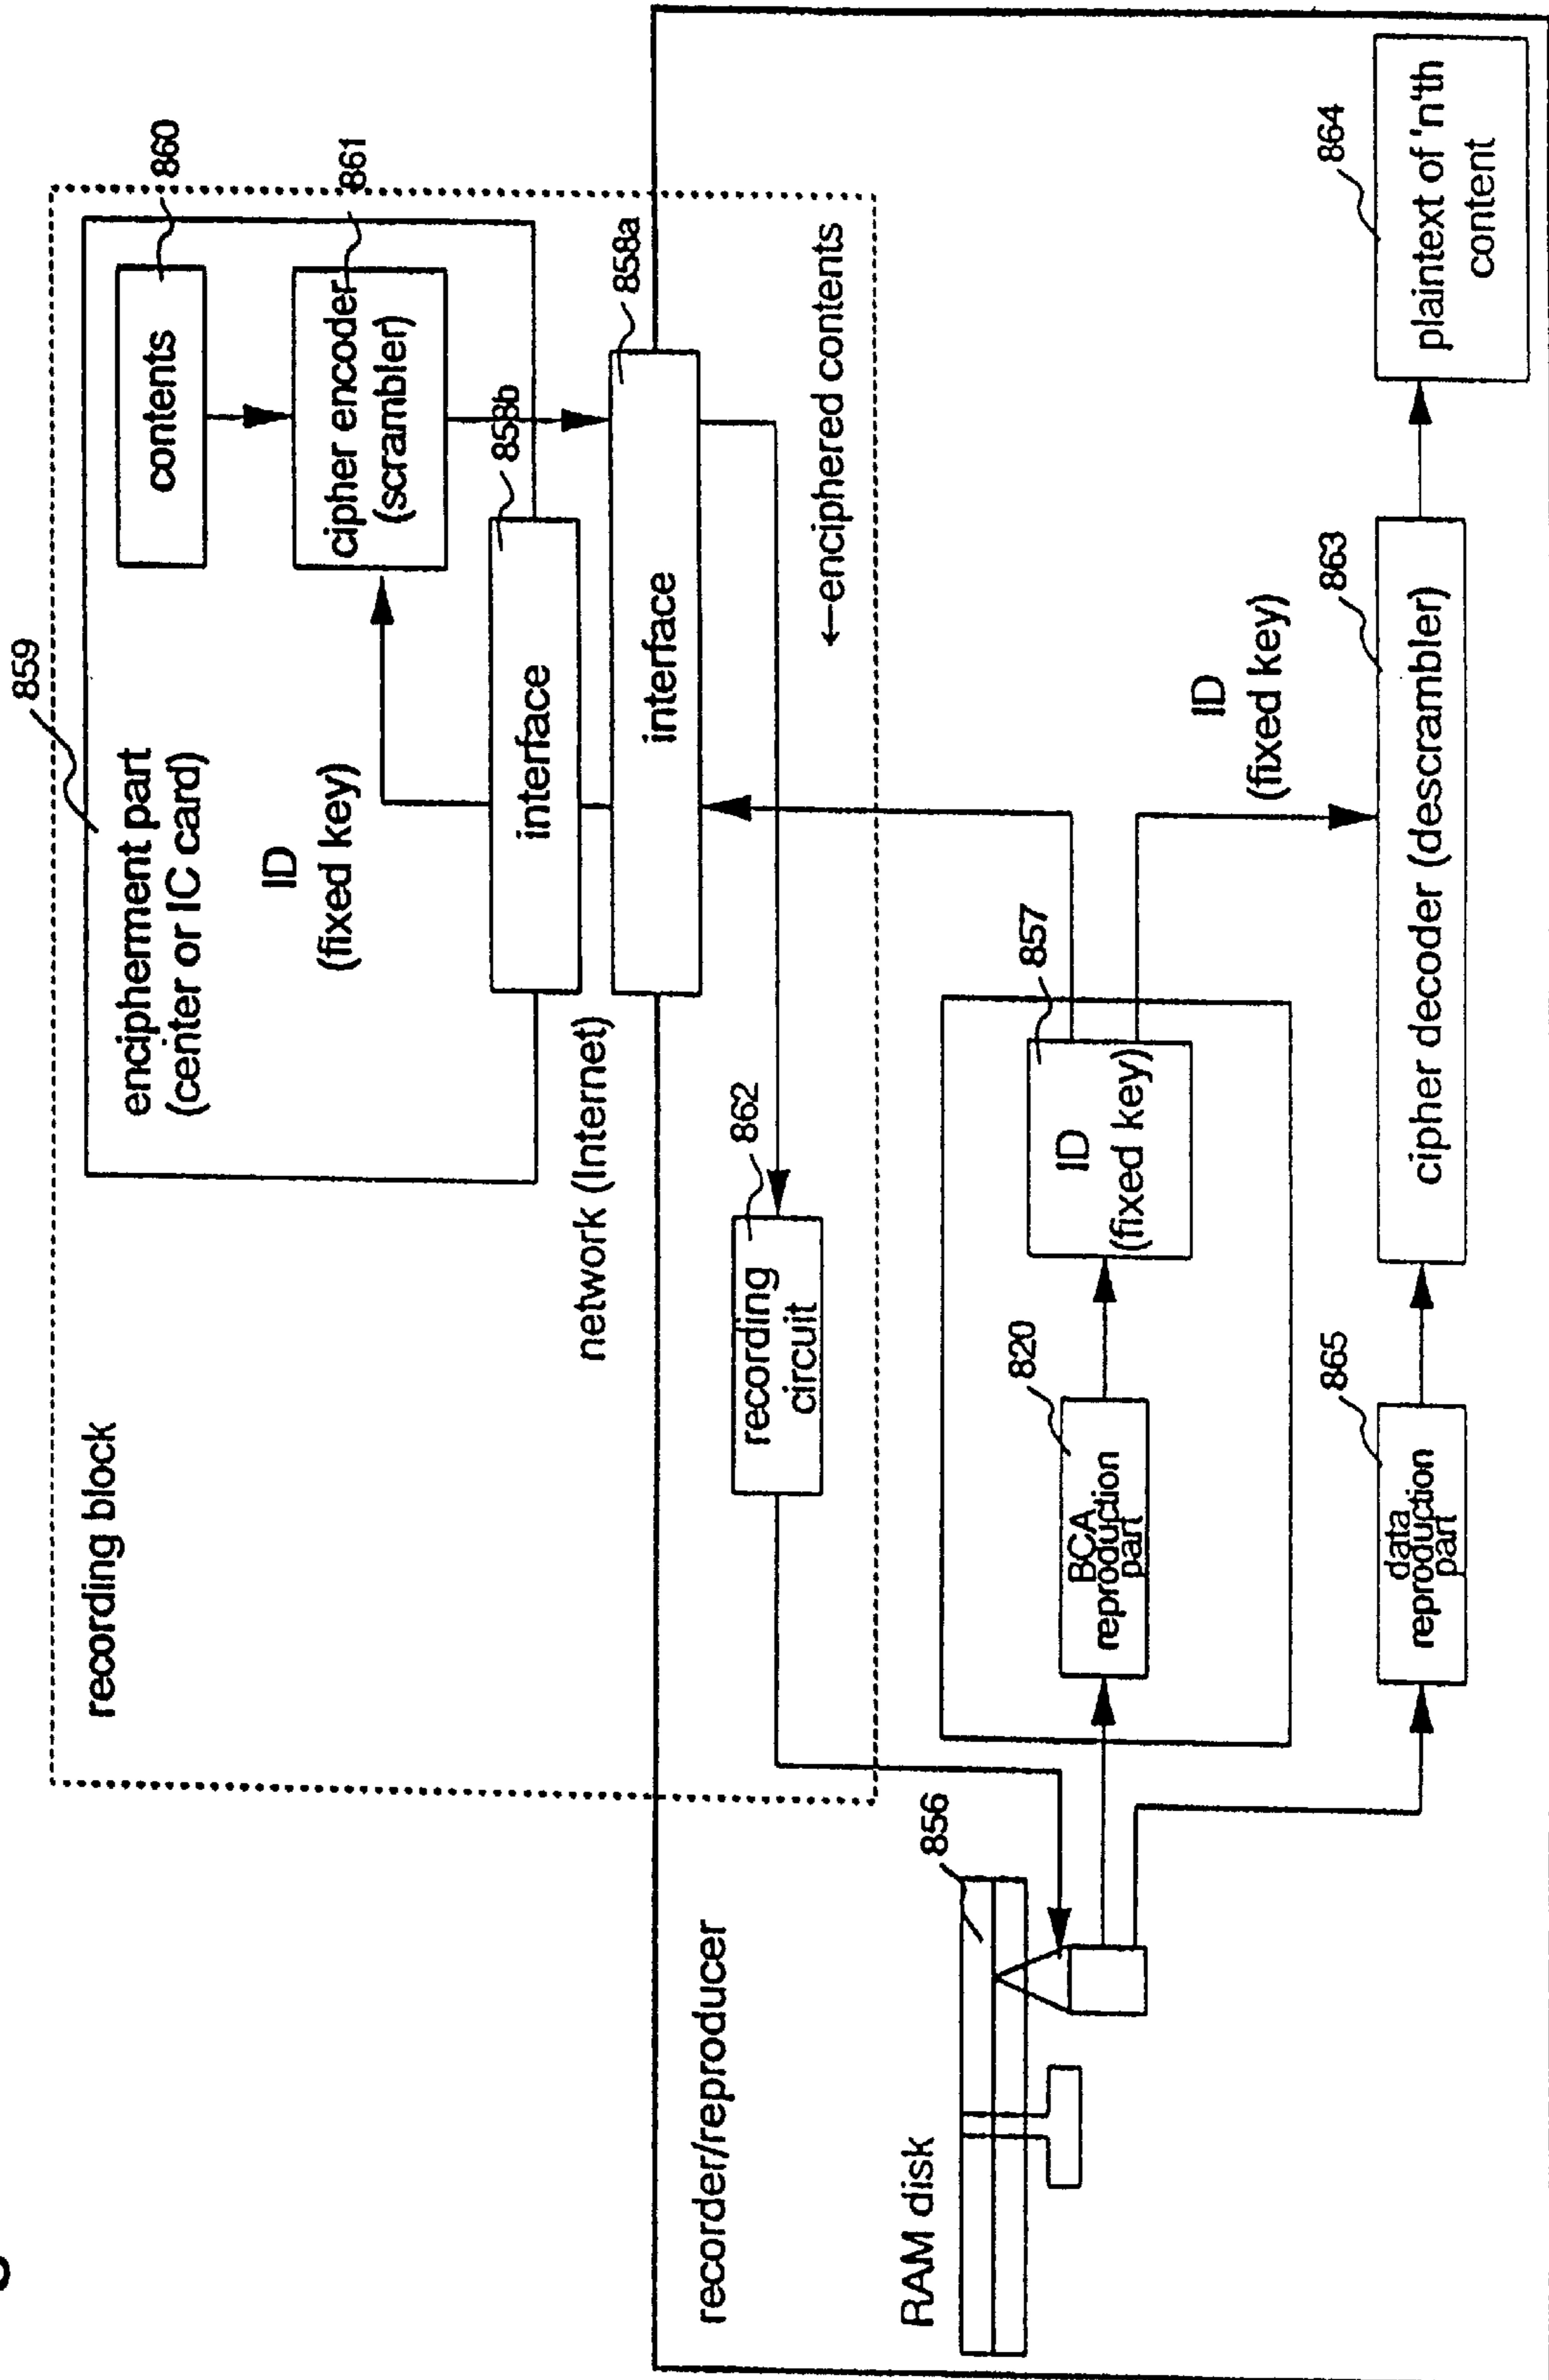 recording block
859
encipherment part
(center or IC card)
860
contents
861
cipher encoder
(scrambler)
ID
(fixed key)
858b
interface
network (Internet)
858a
interface
←enciphered contents
862
recording
circuit
recorder/reproducer
RAM disk
856
820
BCA
reproduction
part
857
ID
(fixed key)
ID
(fixed key)
865
data
reproduction
part
863
cipher decoder (descrambler)
864
plaintext of 'n'th
content